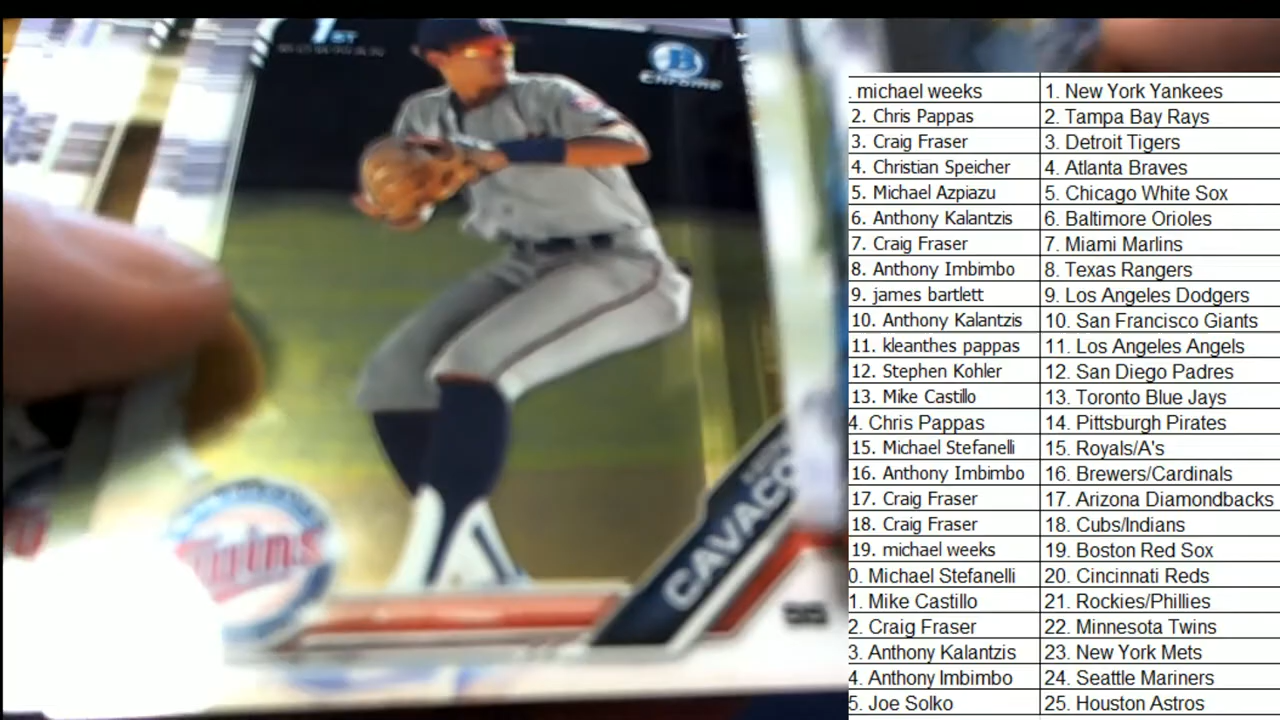 1ST
BOWMAN
B
CHROME
CAVACO
Twins
SS
. michael weeks 1. New York Yankees
2. Chris Pappas 2. Tampa Bay Rays
3. Craig Fraser 3. Detroit Tigers
4. Christian Speicher 4. Atlanta Braves
5. Michael Azpiazu 5. Chicago White Sox
6. Anthony Kalantzis 6. Baltimore Orioles
7. Craig Fraser 7. Miami Marlins
8. Anthony Imbimbo 8. Texas Rangers
9. james bartlett 9. Los Angeles Dodgers
10. Anthony Kalantzis 10. San Francisco Giants
11. kleanthes pappas 11. Los Angeles Angels
12. Stephen Kohler 12. San Diego Padres
13. Mike Castillo 13. Toronto Blue Jays
4. Chris Pappas 14. Pittsburgh Pirates
15. Michael Stefanelli 15. Royals/A's
16. Anthony Imbimbo 16. Brewers/Cardinals
17. Craig Fraser 17. Arizona Diamondbacks
18. Craig Fraser 18. Cubs/Indians
19. michael weeks 19. Boston Red Sox
0. Michael Stefanelli 20. Cincinnati Reds
1. Mike Castillo 21. Rockies/Phillies
2. Craig Fraser 22. Minnesota Twins
3. Anthony Kalantzis 23. New York Mets
4. Anthony Imbimbo 24. Seattle Mariners
5. Joe Solko 25. Houston Astros